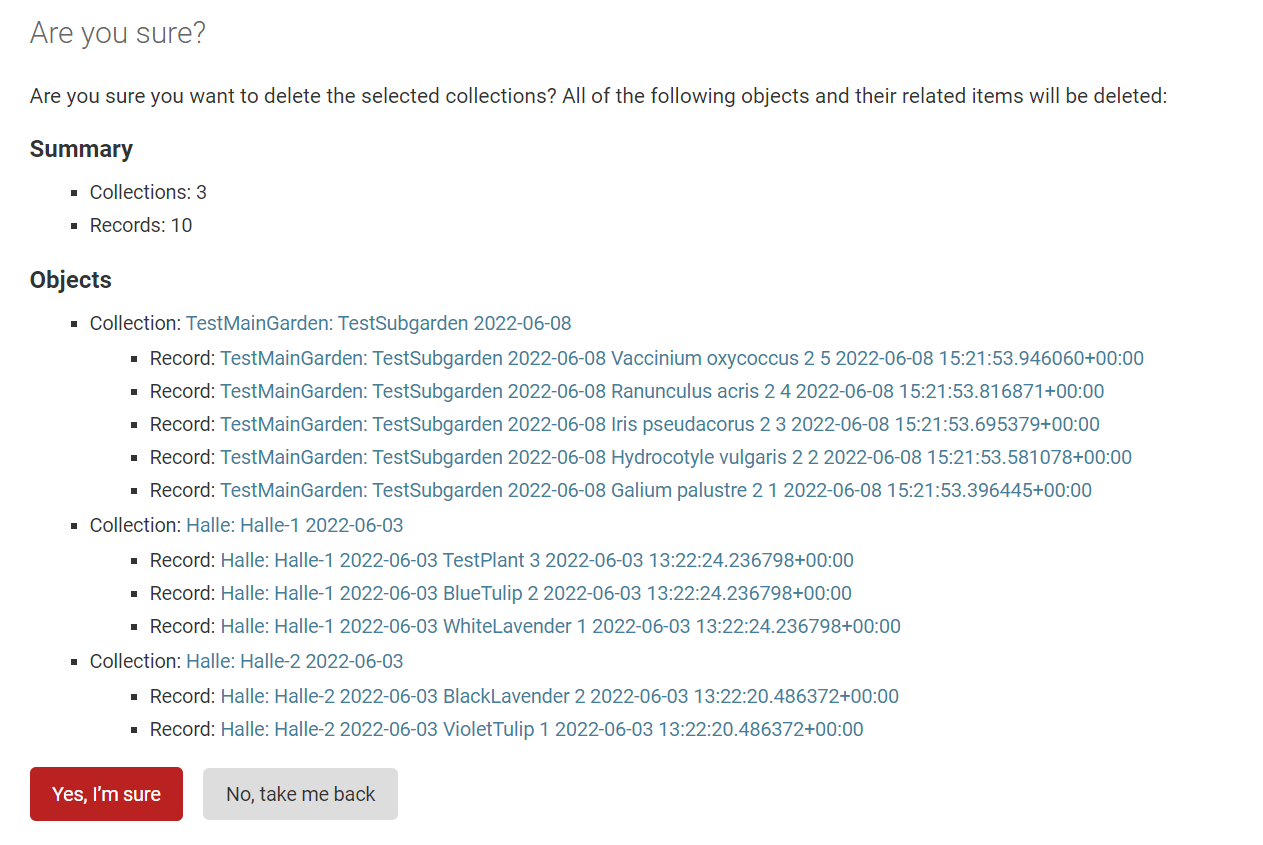 Are you sure?
Are you sure you want to delete the selected collections? All of the following objects and their related items will be deleted:
Summary
Collections: 3
Records: 10
Objects
Collection: TestMainGarden: TestSubgarden 2022-06-08
Record: TestMainGarden: TestSubgarden 2022-06-08 Vaccinium oxycoccus 2 5 2022-06-08 15:21:53.946060+00:00
Record: TestMainGarden: TestSubgarden 2022-06-08 Ranunculus acris 2 4 2022-06-08 15:21:53.816871+00:00
Record: TestMainGarden: TestSubgarden 2022-06-08 Iris pseudacorus 2 3 2022-06-08 15:21:53.695379+00:00
Record: TestMainGarden: TestSubgarden 2022-06-08 Hydrocotyle vulgaris 2 2 2022-06-08 15:21:53.581078+00:00
Record: TestMainGarden: TestSubgarden 2022-06-08 Galium palustre 2 1 2022-06-08 15:21:53.396445+00:00
Collection: Halle: Halle-1 2022-06-03
Record: Halle: Halle-1 2022-06-03 TestPlant 3 2022-06-03 13:22:24.236798+00:00
Record: Halle: Halle-1 2022-06-03 BlueTulip 2 2022-06-03 13:22:24.236798+00:00
Record: Halle: Halle-1 2022-06-03 WhiteLavender 1 2022-06-03 13:22:24.236798+00:00
Collection: Halle: Halle-2 2022-06-03
Record: Halle: Halle-2 2022-06-03 BlackLavender 2 2022-06-03 13:22:20.486372+00:00
Record: Halle: Halle-2 2022-06-03 VioletTulip 1 2022-06-03 13:22:20.486372+00:00
Yes, I’m sure No, take me back